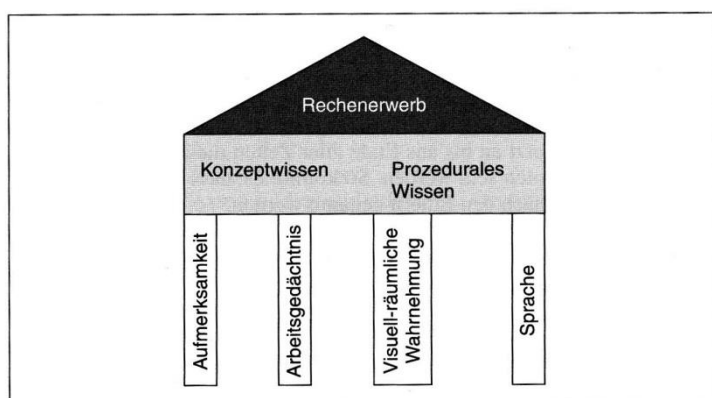 Rechenerwerb
Konzeptwissen
Prozedurales
Wissen
Aufmerksamkeit
Arbeitsgedächtnis
Visuell-räumliche
Wahrnehmung
Sprache